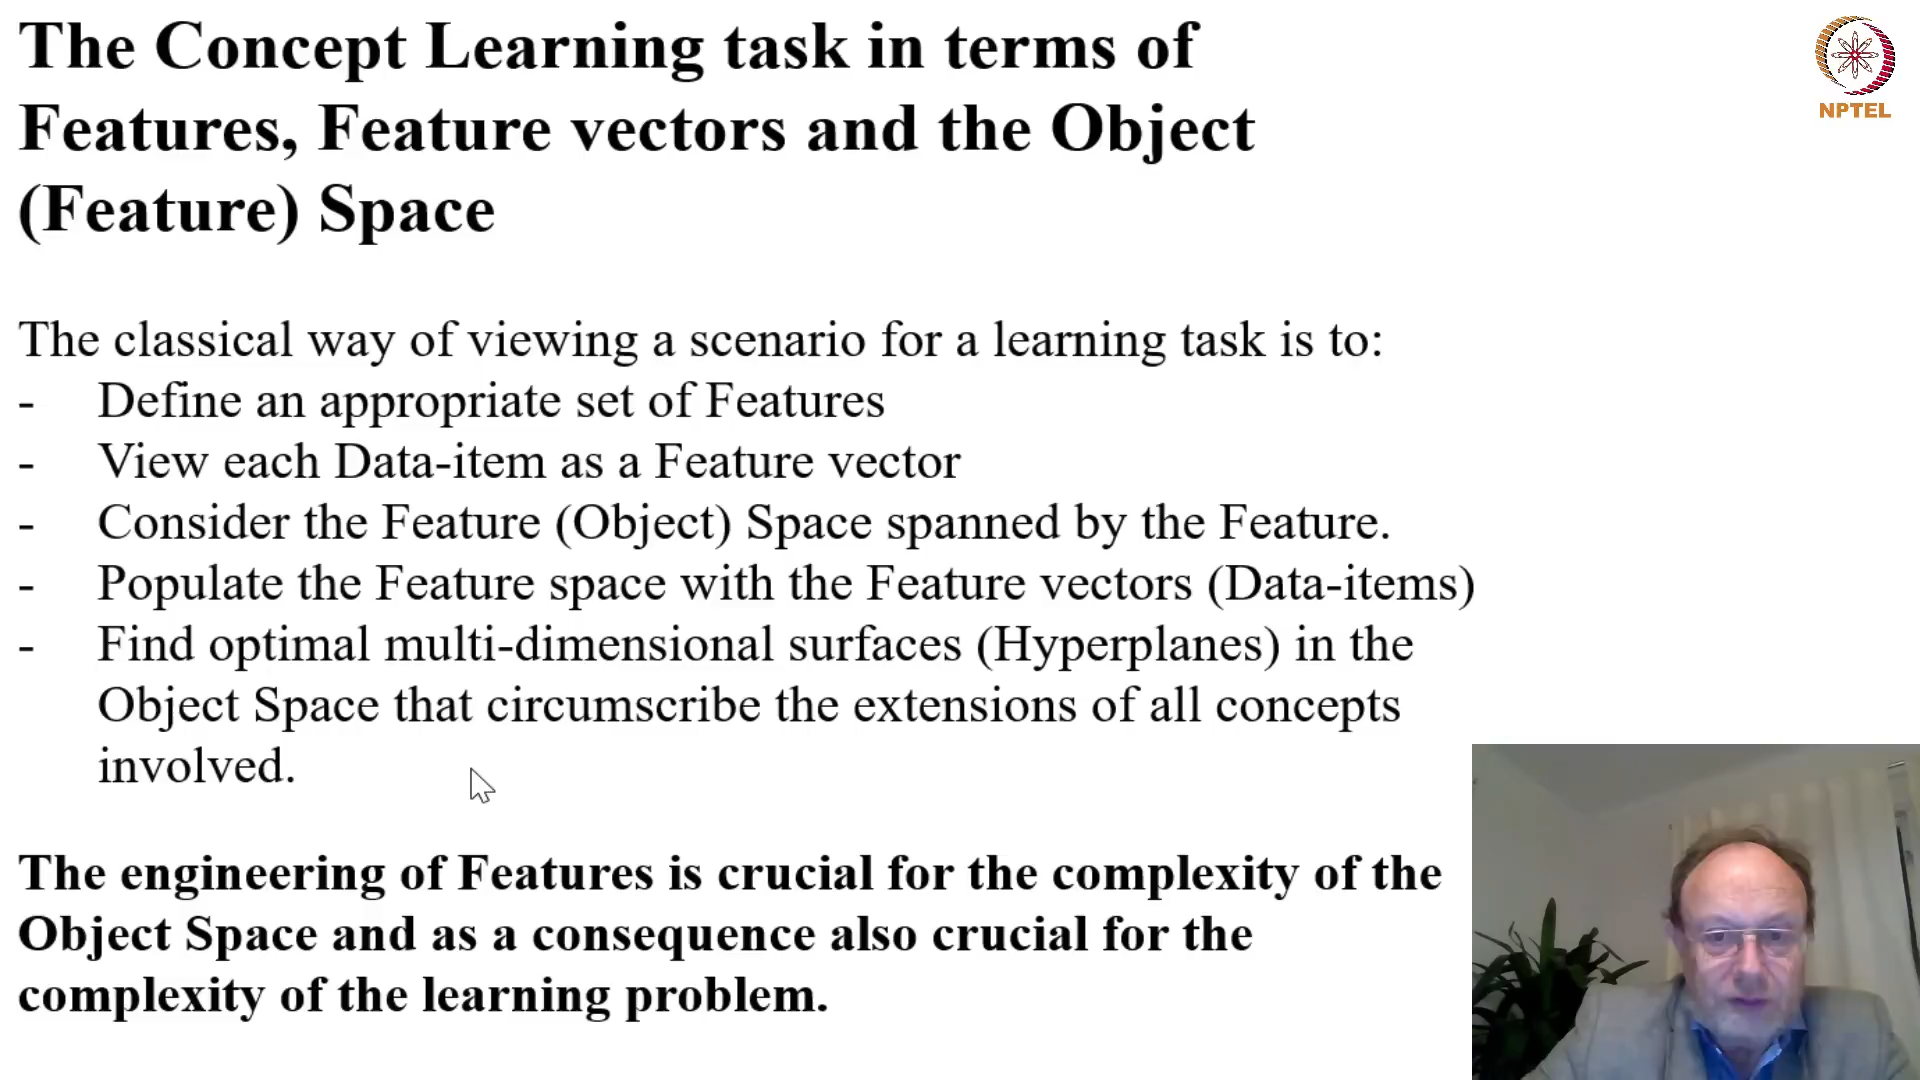 The Concept Learning task in terms of
Features, Feature vectors and the Object
(Feature) Space
NPTEL
The classical way of viewing a scenario for a learning task is to:
- Define an appropriate set of Features
- View each Data-item as a Feature vector
- Consider the Feature (Object) Space spanned by the Feature.
- Populate the Feature space with the Feature vectors (Data-items)
- Find optimal multi-dimensional surfaces (Hyperplanes) in the
Object Space that circumscribe the extensions of all concepts
involved.
The engineering of Features is crucial for the complexity of the
Object Space and as a consequence also crucial for the
complexity of the learning problem.